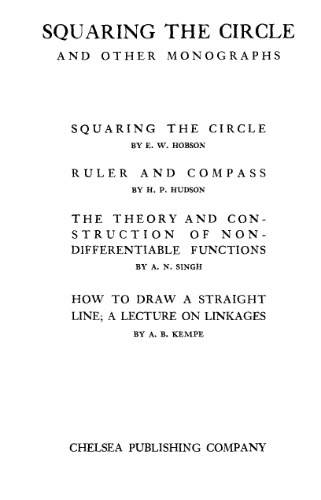 SQUARING THE CIRCLE
AND OTHER MONOGRAPHS
SQUARING THE CIRCLE
BY E. W. HOBSON
RULER AND COMPASS
BY H. P. HUDSON
THE THEORY AND CON-
STRUCTION OF NON-
DIFFERENTIABLE FUNCTIONS
BY A. N. SINGH
HOW TO DRAW A STRAIGHT
LINE; A LECTURE ON LINKAGES
BY A. B. KEMPE
CHELSEA PUBLISHING COMPANY